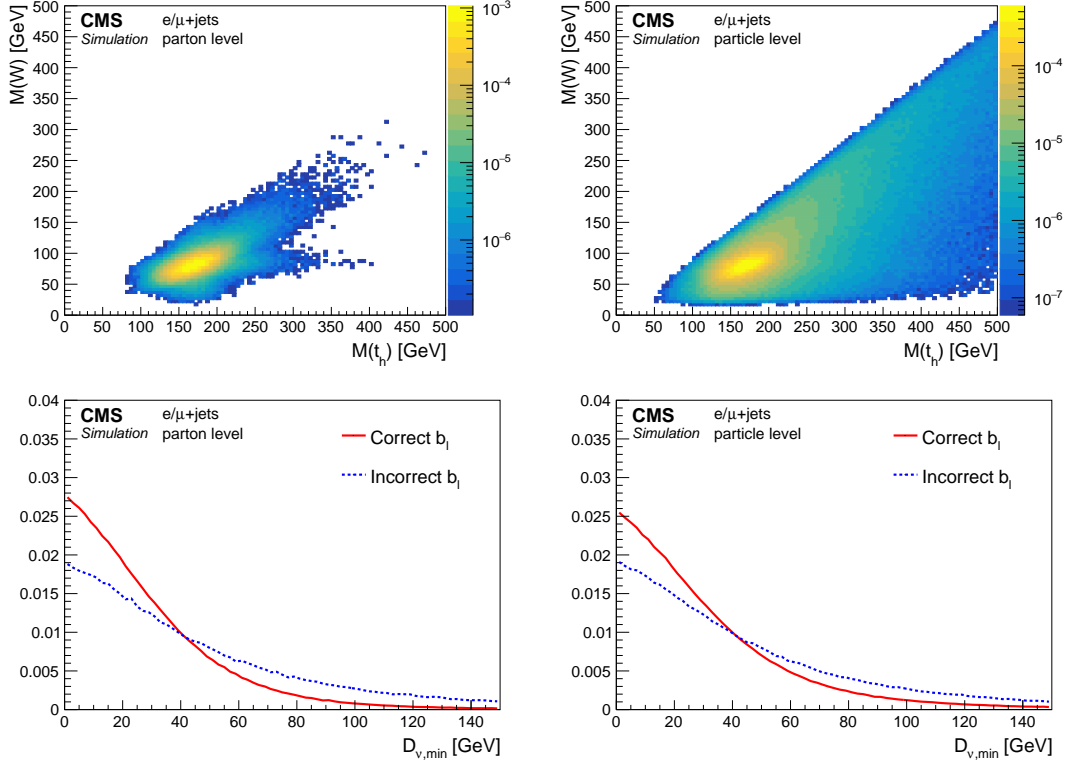 CMS e/μ+jets
Simulation parton level
M(W) [GeV]
500
450
400
350
300
250
200
150
100
50
0
0 50 100 150 200 250 300 350 400 450 500
M(t_h) [GeV]
10⁻³
10⁻⁴
10⁻⁵
10⁻⁶
CMS e/μ+jets
Simulation particle level
M(W) [GeV]
500
450
400
350
300
250
200
150
100
50
0
0 50 100 150 200 250 300 350 400 450 500
M(t_h) [GeV]
10⁻⁴
10⁻⁵
10⁻⁶
10⁻⁷
CMS e/μ+jets
Simulation parton level
Correct b_l
Incorrect b_l
0.04
0.035
0.03
0.025
0.02
0.015
0.01
0.005
0
0 20 40 60 80 100 120 140
D_ν,min [GeV]
CMS e/μ+jets
Simulation particle level
Correct b_l
Incorrect b_l
0.04
0.035
0.03
0.025
0.02
0.015
0.01
0.005
0
0 20 40 60 80 100 120 140
D_ν,min [GeV]